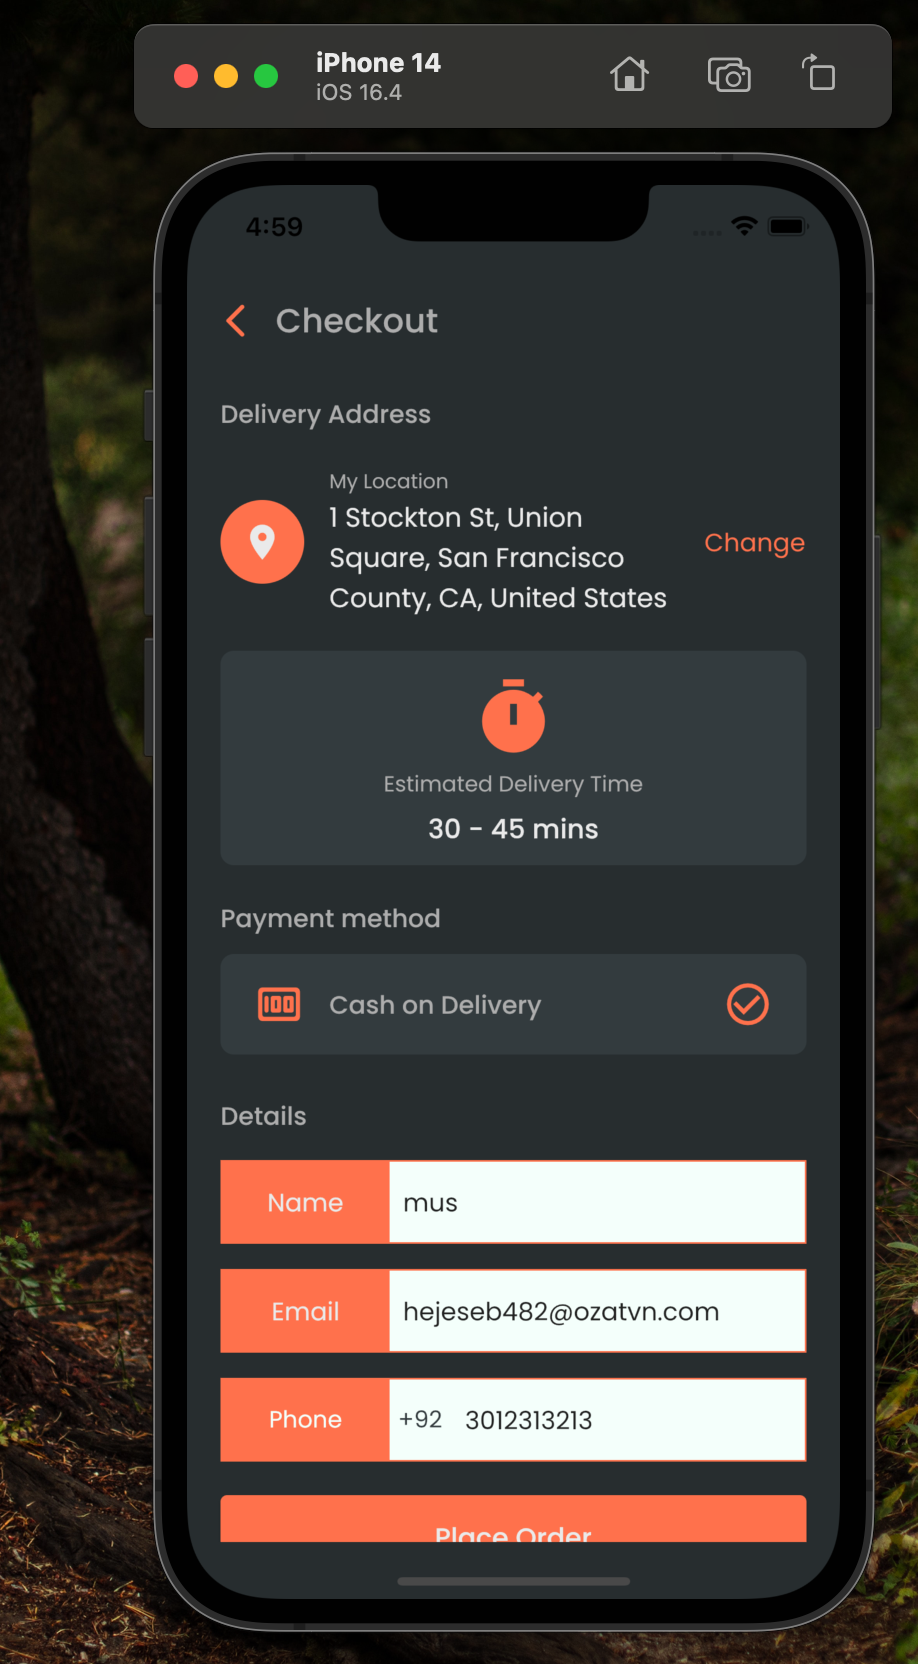 iPhone 14
iOS 16.4
4:59
Checkout
Delivery Address
My Location
1 Stockton St, Union
Square, San Francisco
County, CA, United States
Change
Estimated Delivery Time
30 - 45 mins
Payment method
100
Cash on Delivery
Details
Name
mus
Email
hejeseb482@ozatvn.com
Phone
+92
3012313213
Place Order